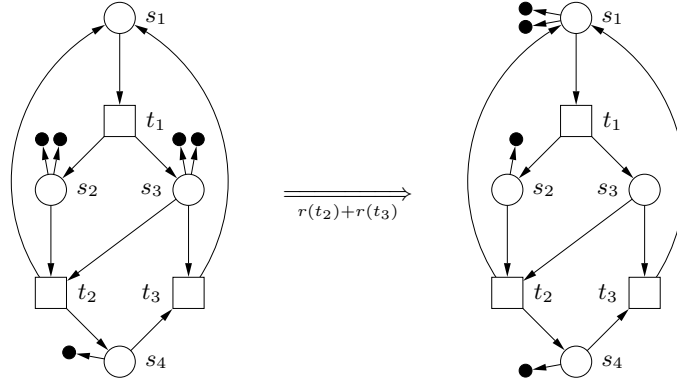 s₁ s₁
t₁ t₁
s₂ s₃ s₂ s₃
r(t₂)+r(t₃)
t₂ t₃ t₂ t₃
s₄ s₄